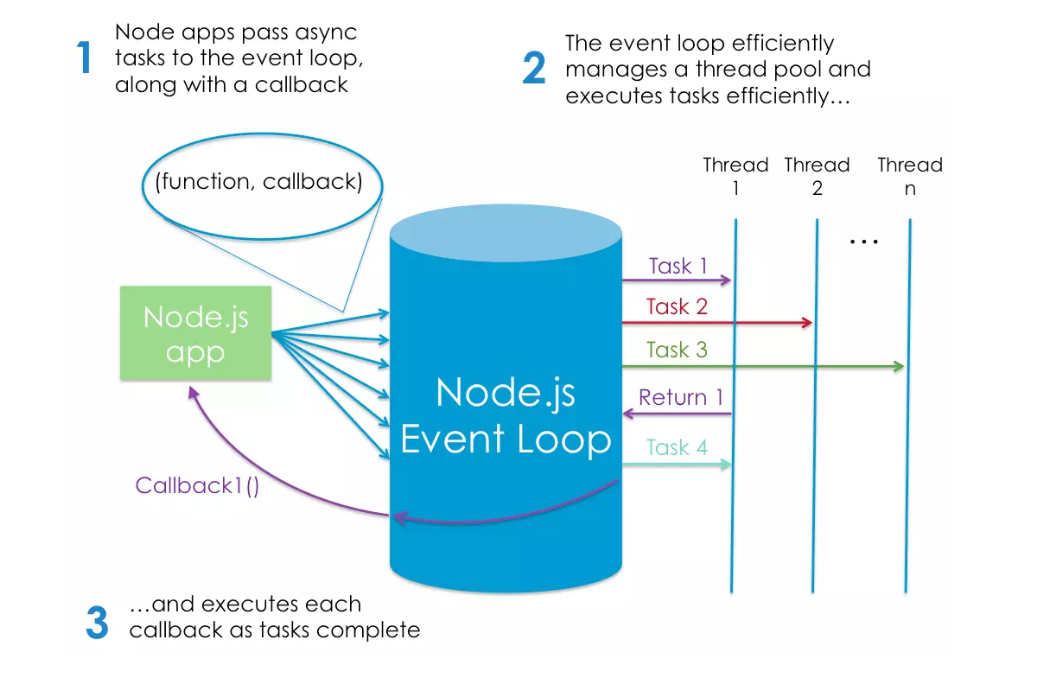 1
Node apps pass async
tasks to the event loop,
along with a callback
2
The event loop efficiently
manages a thread pool and
executes tasks efficiently…
(function, callback)
Thread
1
Thread
2
Thread
n
...
Node.js
app
Node.js
Event Loop
Task 1
Task 2
Task 3
Return 1
Task 4
Callback1()
3
…and executes each
callback as tasks complete